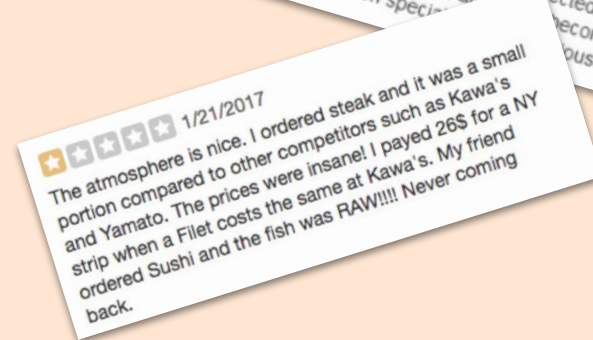 special
1/21/2017
The atmosphere is nice. I ordered steak and it was a small
portion compared to other competitors such as Kawa's
and Yamato. The prices were insane! I payed 26$ for a NY
strip when a Filet costs the same at Kawa's. My friend
ordered Sushi and the fish was RAW!!!! Never coming
back.